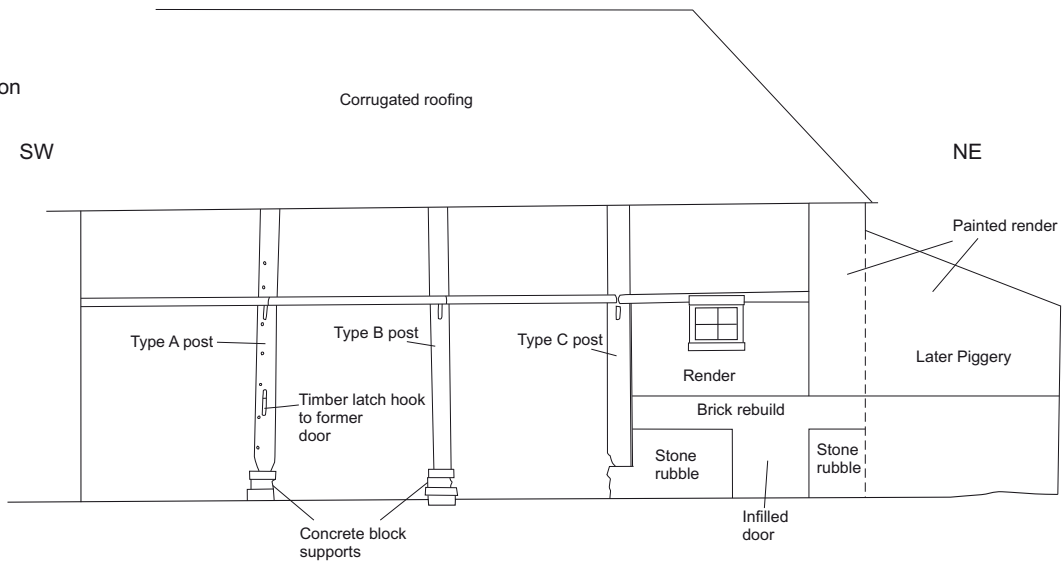 on
Corrugated roofing
SW
NE
Painted render
Type A post
Type B post
Type C post
Later Piggery
Render
Timber latch hook
to former
door
Brick rebuild
Stone
rubble
Stone
rubble
Concrete block
supports
Infilled
door